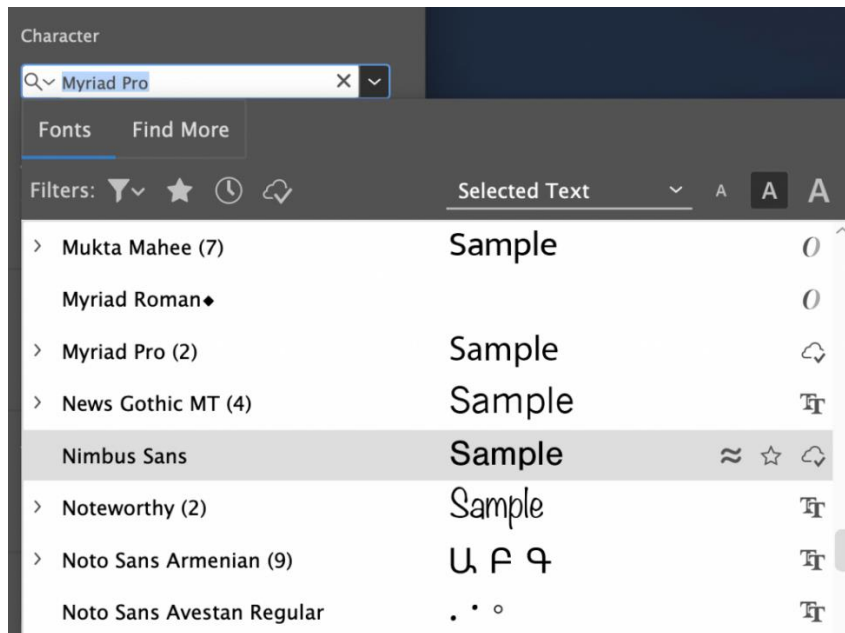 Character
Myriad Pro
Fonts Find More
Filters: Selected Text A A A
Mukta Mahee (7) Sample
Myriad Roman◆
Myriad Pro (2) Sample
News Gothic MT (4) Sample
Nimbus Sans Sample
Noteworthy (2) Sample
Noto Sans Armenian (9) Ա Բ Գ
Noto Sans Avestan Regular